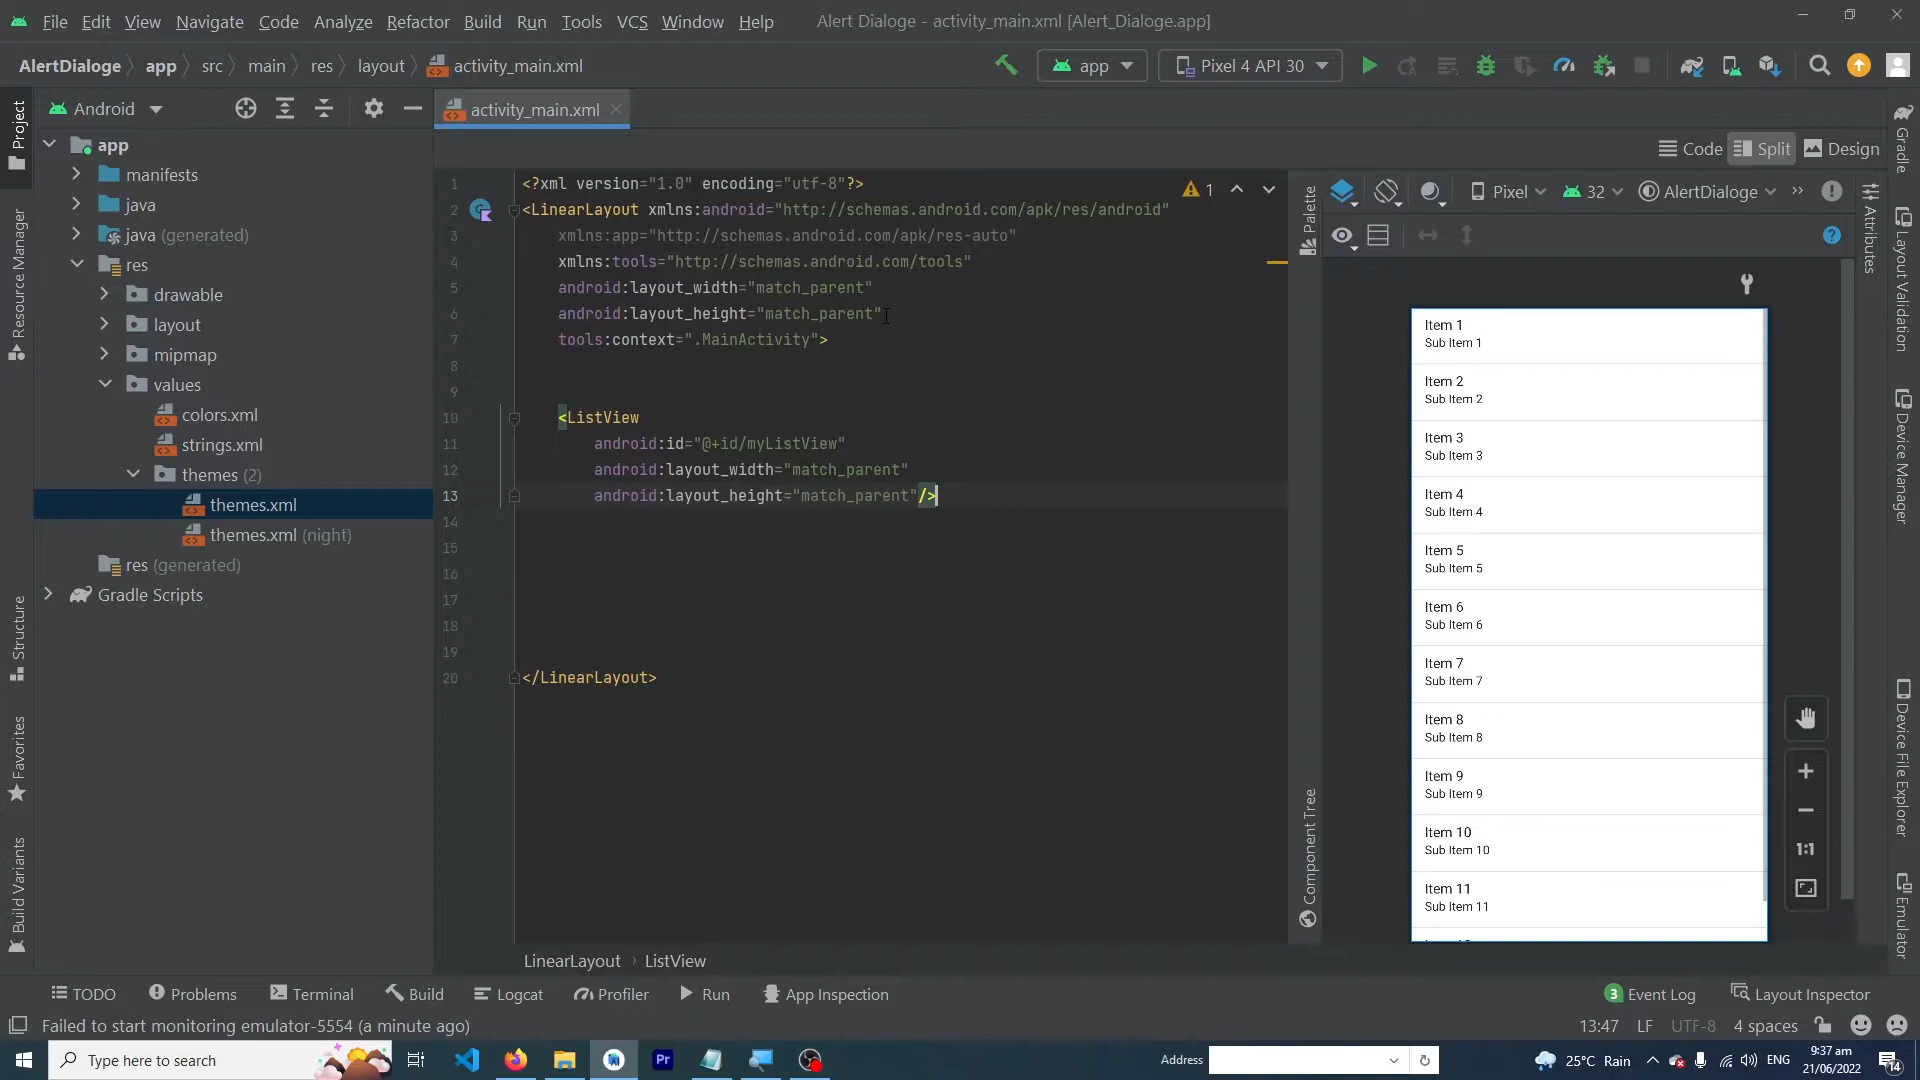 File Edit View Navigate Code Analyze Refactor Build Run Tools VCS Window Help Alert Dialoge - activity_main.xml [Alert_Dialoge.app]
AlertDialoge app src main res layout activity_main.xml app Pixel 4 API 30
Project
Android
activity_main.xml
Code Split Design
app
manifests
java
java (generated)
res
drawable
layout
mipmap
values
colors.xml
strings.xml
themes (2)
themes.xml
themes.xml (night)
res (generated)
Gradle Scripts
Resource Manager
Structure
Favorites
Build Variants
1 <?xml version="1.0" encoding="utf-8"?>
2 <LinearLayout xmlns:android="http://schemas.android.com/apk/res/android"
3 xmlns:app="http://schemas.android.com/apk/res-auto"
4 xmlns:tools="http://schemas.android.com/tools"
5 android:layout_width="match_parent"
6 android:layout_height="match_parent"
7 tools:context=".MainActivity">
8
9
10 <ListView
11 android:id="@+id/myListView"
12 android:layout_width="match_parent"
13 android:layout_height="match_parent"/>
14
15
16
17
18
19
20 </LinearLayout>
1
LinearLayout ListView
Palette
Component Tree
Pixel 32 AlertDialoge
Item 1
Sub Item 1
Item 2
Sub Item 2
Item 3
Sub Item 3
Item 4
Sub Item 4
Item 5
Sub Item 5
Item 6
Sub Item 6
Item 7
Sub Item 7
Item 8
Sub Item 8
Item 9
Sub Item 9
Item 10
Sub Item 10
Item 11
Sub Item 11
1:1
Attributes
Gradle
Layout Validation
Device Manager
Device File Explorer
Emulator
TODO Problems Terminal Build Logcat Profiler Run App Inspection 3 Event Log Layout Inspector
Failed to start monitoring emulator-5554 (a minute ago) 13:47 LF UTF-8 4 spaces
Type here to search Pr Address 25°C Rain ENG 9:37 am
21/06/2022
14